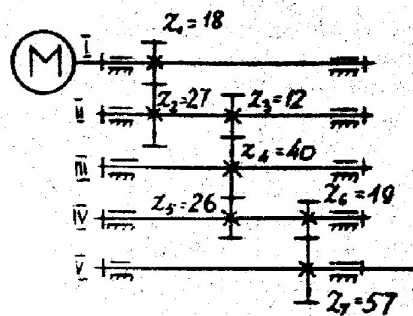 I
M
Z₁=18
II
Z₂=27 Z₃=12
III
Z₄=40
IV
Z₅=26 Z₆=19
V
Z₇=57